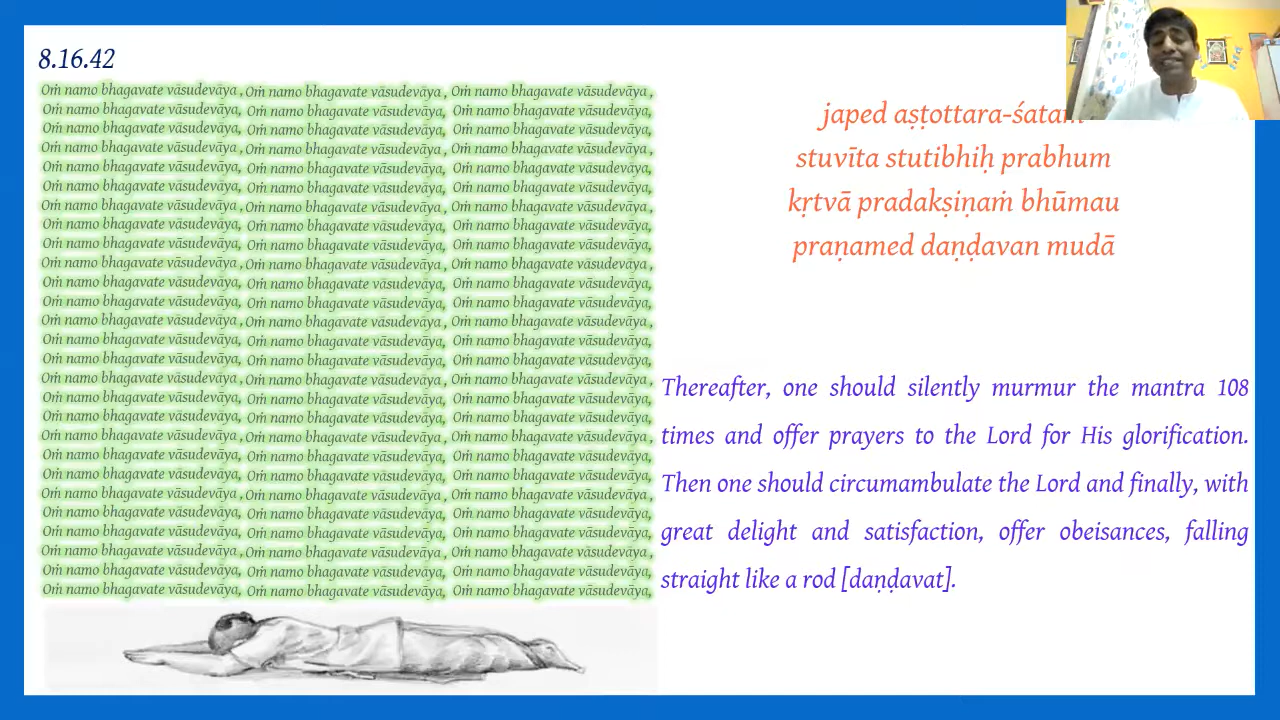 8.16.42
Oṁ namo bhagavate vāsudevāya , Oṁ namo bhagavate vāsudevāya , Oṁ namo bhagavate vāsudevāya ,
Oṁ namo bhagavate vāsudevāya, Oṁ namo bhagavate vāsudevāya, Oṁ namo bhagavate vāsudevāya,
Oṁ namo bhagavate vāsudevāya, Oṁ namo bhagavate vāsudevāya, Oṁ namo bhagavate vāsudevāya,
Oṁ namo bhagavate vāsudevāya , Oṁ namo bhagavate vāsudevāya , Oṁ namo bhagavate vāsudevāya ,
Oṁ namo bhagavate vāsudevāya, Oṁ namo bhagavate vāsudevāya, Oṁ namo bhagavate vāsudevāya,
Oṁ namo bhagavate vāsudevāya, Oṁ namo bhagavate vāsudevāya, Oṁ namo bhagavate vāsudevāya,
Oṁ namo bhagavate vāsudevāya , Oṁ namo bhagavate vāsudevāya , Oṁ namo bhagavate vāsudevāya ,
Oṁ namo bhagavate vāsudevāya, Oṁ namo bhagavate vāsudevāya, Oṁ namo bhagavate vāsudevāya,
Oṁ namo bhagavate vāsudevāya, Oṁ namo bhagavate vāsudevāya, Oṁ namo bhagavate vāsudevāya,
Oṁ namo bhagavate vāsudevāya , Oṁ namo bhagavate vāsudevāya , Oṁ namo bhagavate vāsudevāya ,
Oṁ namo bhagavate vāsudevāya, Oṁ namo bhagavate vāsudevāya, Oṁ namo bhagavate vāsudevāya,
Oṁ namo bhagavate vāsudevāya, Oṁ namo bhagavate vāsudevāya, Oṁ namo bhagavate vāsudevāya,
Oṁ namo bhagavate vāsudevāya , Oṁ namo bhagavate vāsudevāya , Oṁ namo bhagavate vāsudevāya ,
Oṁ namo bhagavate vāsudevāya, Oṁ namo bhagavate vāsudevāya, Oṁ namo bhagavate vāsudevāya,
Oṁ namo bhagavate vāsudevāya, Oṁ namo bhagavate vāsudevāya, Oṁ namo bhagavate vāsudevāya,
Oṁ namo bhagavate vāsudevāya , Oṁ namo bhagavate vāsudevāya , Oṁ namo bhagavate vāsudevāya ,
Oṁ namo bhagavate vāsudevāya, Oṁ namo bhagavate vāsudevāya, Oṁ namo bhagavate vāsudevāya,
Oṁ namo bhagavate vāsudevāya, Oṁ namo bhagavate vāsudevāya, Oṁ namo bhagavate vāsudevāya,
Oṁ namo bhagavate vāsudevāya , Oṁ namo bhagavate vāsudevāya , Oṁ namo bhagavate vāsudevāya ,
Oṁ namo bhagavate vāsudevāya, Oṁ namo bhagavate vāsudevāya, Oṁ namo bhagavate vāsudevāya,
Oṁ namo bhagavate vāsudevāya, Oṁ namo bhagavate vāsudevāya, Oṁ namo bhagavate vāsudevāya,
Oṁ namo bhagavate vāsudevāya , Oṁ namo bhagavate vāsudevāya , Oṁ namo bhagavate vāsudevāya ,
Oṁ namo bhagavate vāsudevāya, Oṁ namo bhagavate vāsudevāya, Oṁ namo bhagavate vāsudevāya,
Oṁ namo bhagavate vāsudevāya, Oṁ namo bhagavate vāsudevāya, Oṁ namo bhagavate vāsudevāya,
Oṁ namo bhagavate vāsudevāya , Oṁ namo bhagavate vāsudevāya , Oṁ namo bhagavate vāsudevāya ,
Oṁ namo bhagavate vāsudevāya, Oṁ namo bhagavate vāsudevāya, Oṁ namo bhagavate vāsudevāya,
Oṁ namo bhagavate vāsudevāya, Oṁ namo bhagavate vāsudevāya, Oṁ namo bhagavate vāsudevāya,
japed aṣṭottara-śatam
stuvīta stutibhiḥ prabhum
kṛtvā pradakṣiṇaṁ bhūmau
praṇamed daṇḍavan mudā
Thereafter, one should silently murmur the mantra 108
times and offer prayers to the Lord for His glorification.
Then one should circumambulate the Lord and finally, with
great delight and satisfaction, offer obeisances, falling
straight like a rod [daṇḍavat].